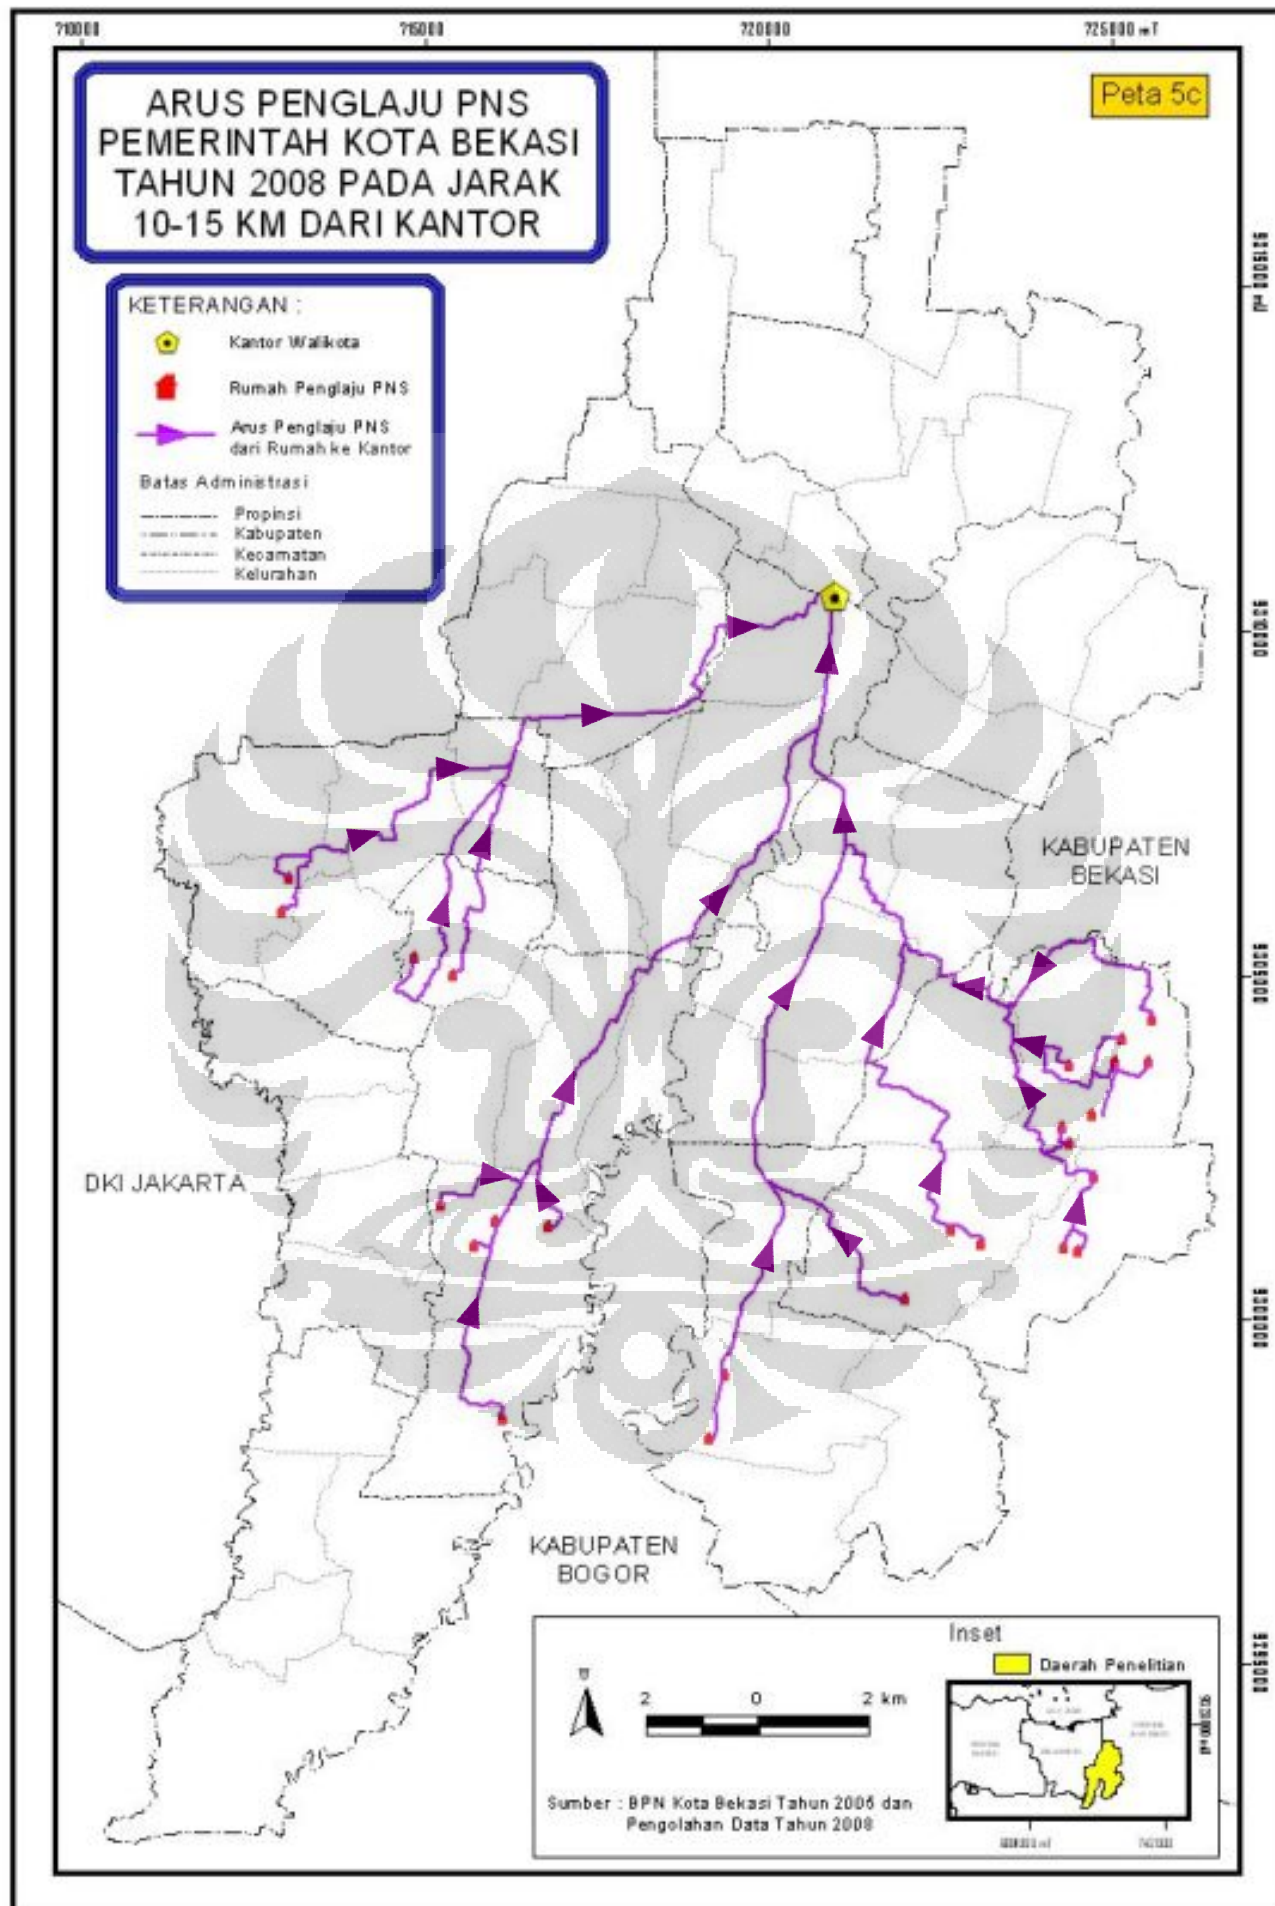 710000 715000 720000 725000 mT
ARUS PENGLAJU PNS
PEMERINTAH KOTA BEKASI
TAHUN 2008 PADA JARAK
10-15 KM DARI KANTOR
Peta 5c
KETERANGAN :
Kantor Walikota
Rumah Penglaju PNS
Arus Penglaju PNS
dari Rumah ke Kantor
Batas Administrasi
Propinsi
Kabupaten
Kecamatan
Kelurahan
KABUPATEN
BEKASI
DKI JAKARTA
KABUPATEN
BOGOR
Inset
Daerah Penelitian
2 0 2 km
Sumber : BPN Kota Bekasi Tahun 2006 dan
Pengolahan Data Tahun 2008